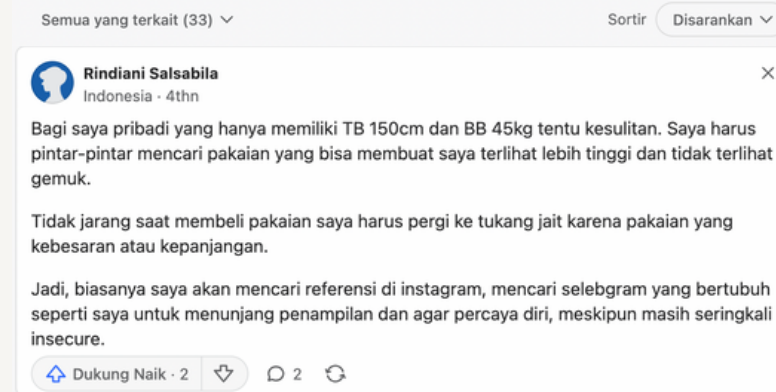 Semua yang terkait (33)
Sortir
Disarankan
Rindiani Salsabila
Indonesia · 4thn
Bagi saya pribadi yang hanya memiliki TB 150cm dan BB 45kg tentu kesulitan. Saya harus
pintar-pintar mencari pakaian yang bisa membuat saya terlihat lebih tinggi dan tidak terlihat
gemuk.
Tidak jarang saat membeli pakaian saya harus pergi ke tukang jait karena pakaian yang
kebesaran atau kepanjangan.
Jadi, biasanya saya akan mencari referensi di instagram, mencari selebgram yang bertubuh
seperti saya untuk menunjang penampilan dan agar percaya diri, meskipun masih seringkali
insecure.
Dukung Naik · 2
2